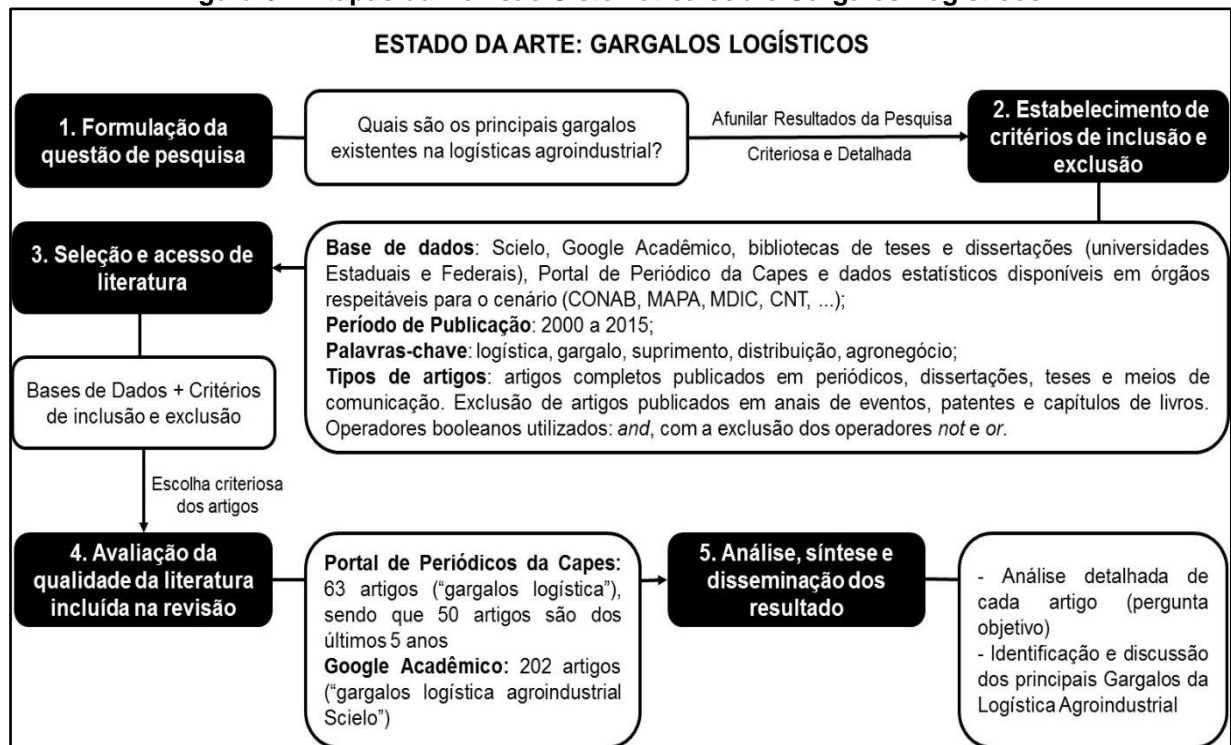 ESTADO DA ARTE: GARGALOS LOGÍSTICOS
1. Formulação da
questão de pesquisa
Quais são os principais gargalos
existentes na logísticas agroindustrial?
Afunilar Resultados da Pesquisa
Criteriosa e Detalhada
2. Estabelecimento de
critérios de inclusão e
exclusão
3. Seleção e acesso de
literatura
Base de dados: Scielo, Google Acadêmico, bibliotecas de teses e dissertações (universidades
Estaduais e Federais), Portal de Periódico da Capes e dados estatísticos disponíveis em órgãos
respeitáveis para o cenário (CONAB, MAPA, MDIC, CNT, ...);
Período de Publicação: 2000 a 2015;
Palavras-chave: logística, gargalo, suprimento, distribuição, agronegócio;
Tipos de artigos: artigos completos publicados em periódicos, dissertações, teses e meios de
comunicação. Exclusão de artigos publicados em anais de eventos, patentes e capítulos de livros.
Operadores booleanos utilizados: and, com a exclusão dos operadores not e or.
Bases de Dados + Critérios
de inclusão e exclusão
Escolha criteriosa
dos artigos
4. Avaliação da
qualidade da literatura
incluída na revisão
Portal de Periódicos da Capes:
63 artigos (“gargalos logística”),
sendo que 50 artigos são dos
últimos 5 anos
Google Acadêmico: 202 artigos
(“gargalos logística agroindustrial
Scielo”)
5. Análise, síntese e
disseminação dos
resultado
- Análise detalhada de
cada artigo (pergunta
objetivo)
- Identificação e discussão
dos principais Gargalos da
Logística Agroindustrial